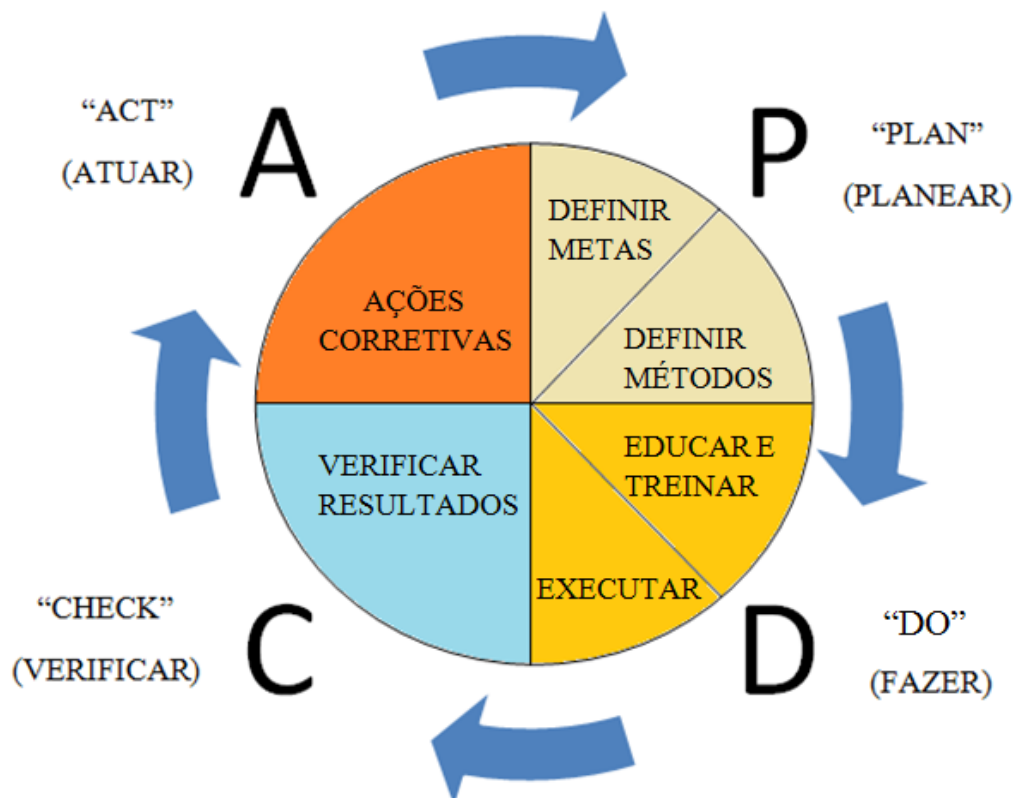 “ACT”
(ATUAR)
A
P
“PLAN”
(PLANEAR)
DEFINIR
METAS
AÇÕES
CORRETIVAS
DEFINIR
MÉTODOS
VERIFICAR
RESULTADOS
EDUCAR E
TREINAR
EXECUTAR
“CHECK”
(VERIFICAR)
C
D
“DO”
(FAZER)